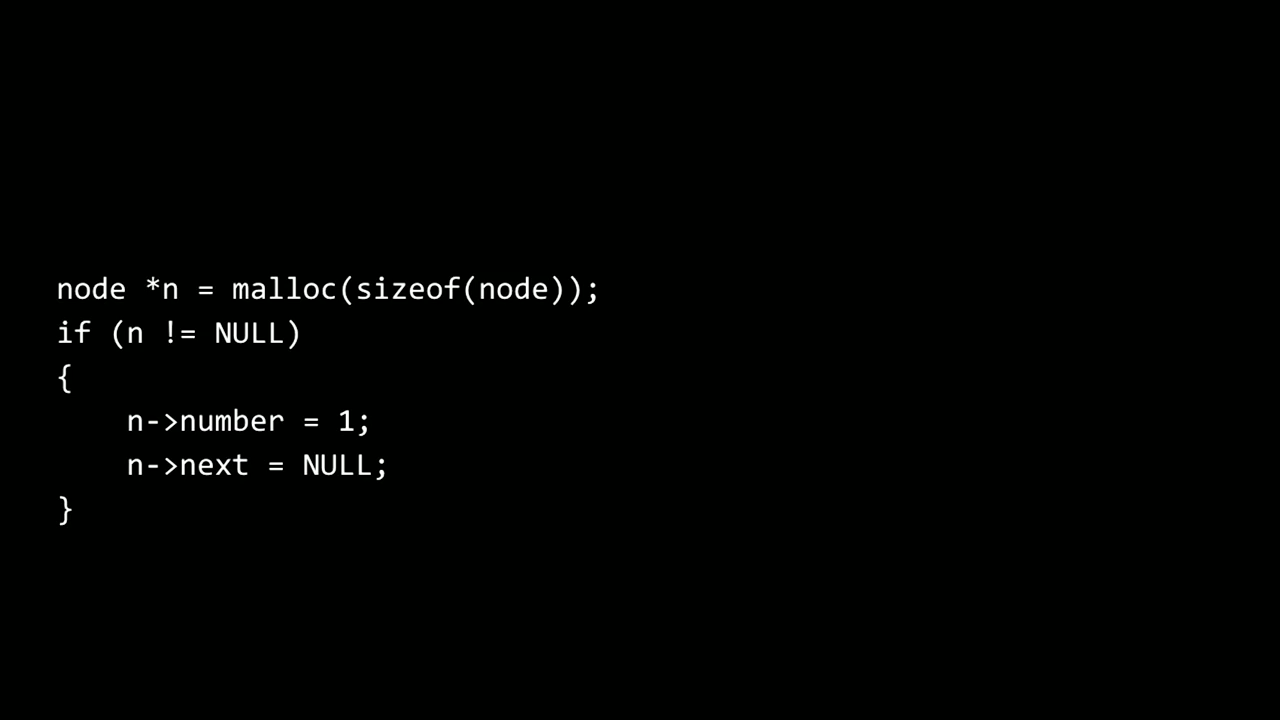 node *n = malloc(sizeof(node));
if (n != NULL)
{
    n->number = 1;
    n->next = NULL;
}